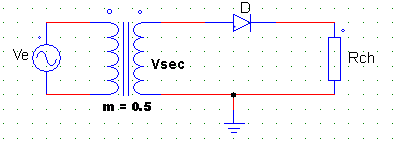 D
Ve
Vsec
Rch
m = 0.5